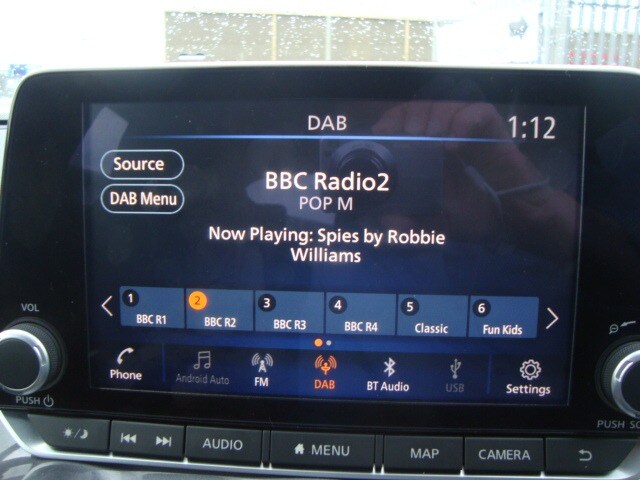 DAB
1:12
Source
DAB Menu
BBC Radio2
POP M
Now Playing: Spies by Robbie
Williams
1 2 3 4 5 6
BBC R1 BBC R2 BBC R3 BBC R4 Classic Fun Kids
VOL
Phone Android Auto FM DAB BT Audio USB Settings
PUSH
PUSH
AUDIO MENU MAP CAMERA